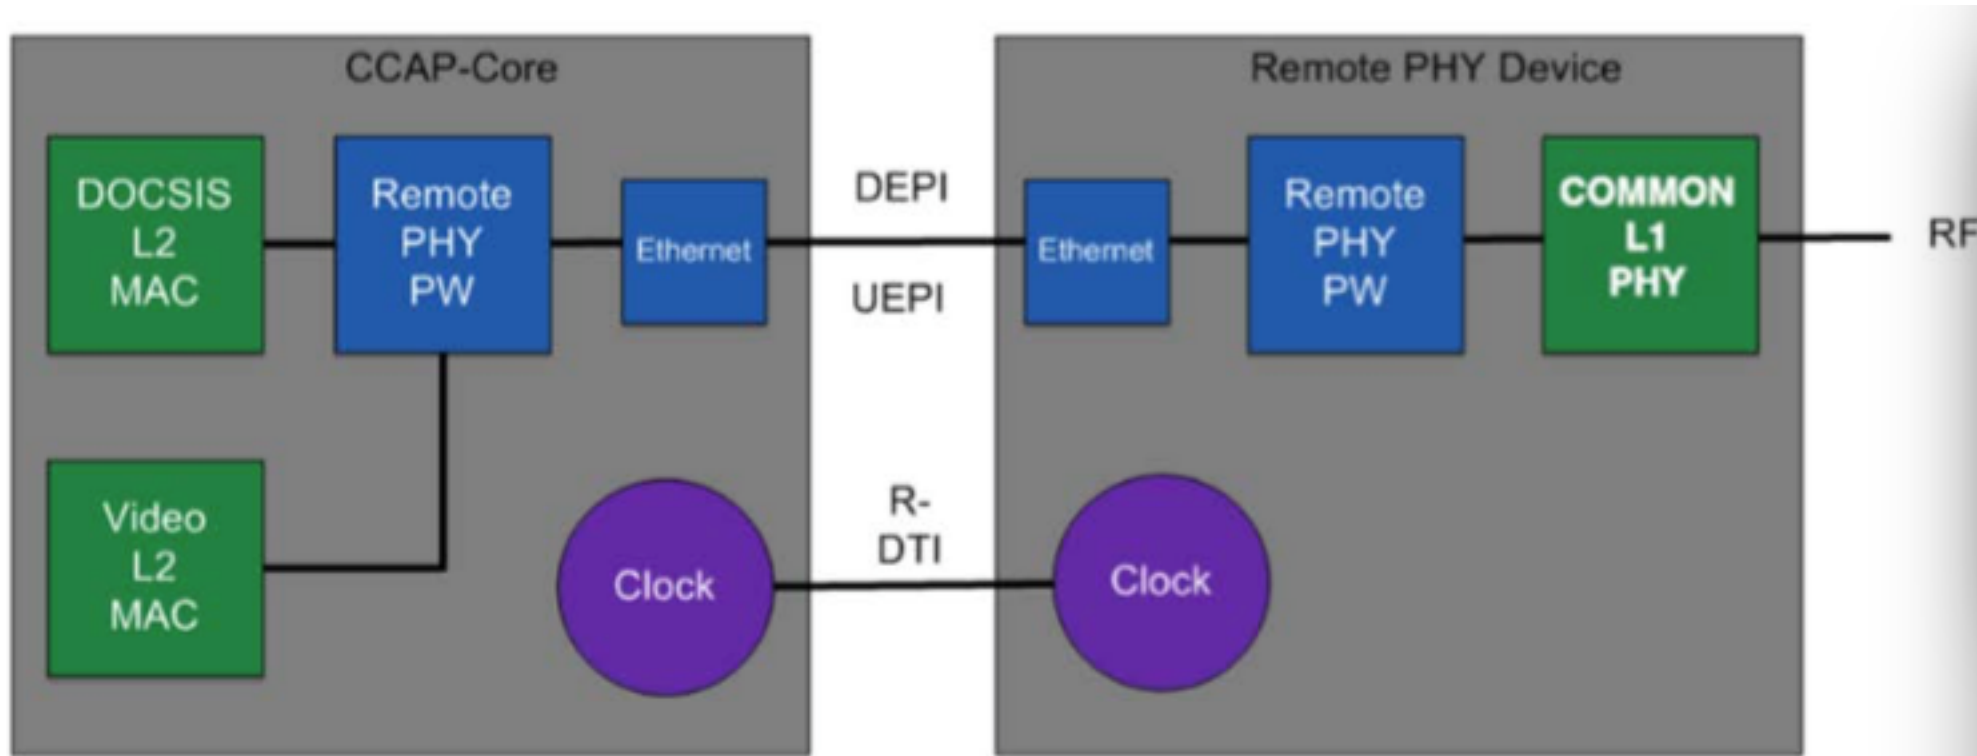 CCAP-Core
DOCSIS
L2
MAC
Remote
PHY
PW
Ethernet
Video
L2
MAC
Clock
DEPI
UEPI
R-
DTI
Remote PHY Device
Ethernet
Remote
PHY
PW
COMMON
L1
PHY
Clock
RF